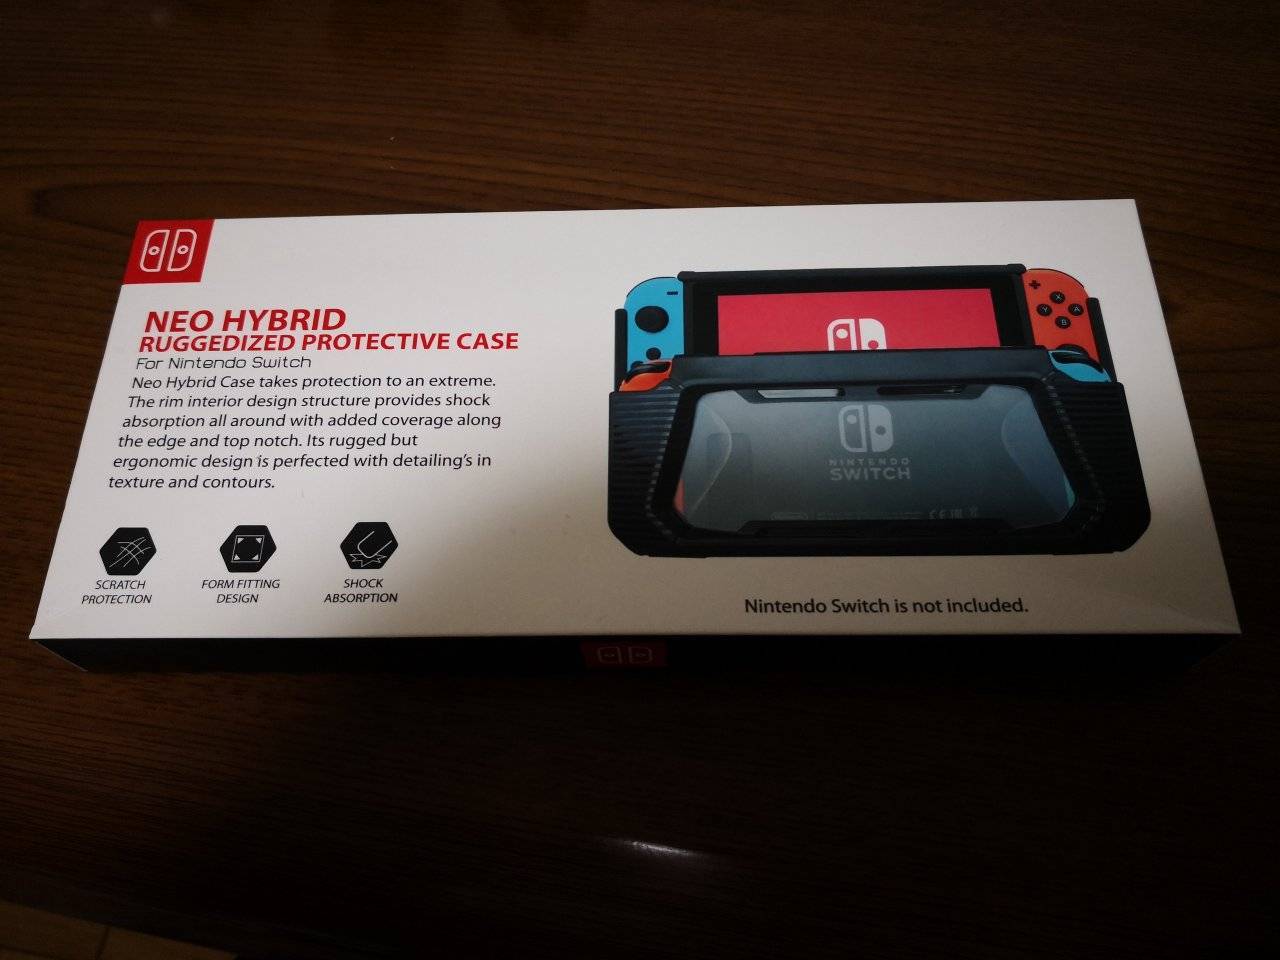 NEO HYBRID
RUGGEDIZED PROTECTIVE CASE
For Nintendo Switch
Neo Hybrid Case takes protection to an extreme.
The rim interior design structure provides shock
absorption all around with added coverage along
the edge and top notch. Its rugged but
ergonomic design is perfected with detailing's in
texture and contours.
SCRATCH
PROTECTION
FORM FITTING
DESIGN
SHOCK
ABSORPTION
X
Y A
B
NINTENDO
SWITCH
Nintendo Switch is not included.